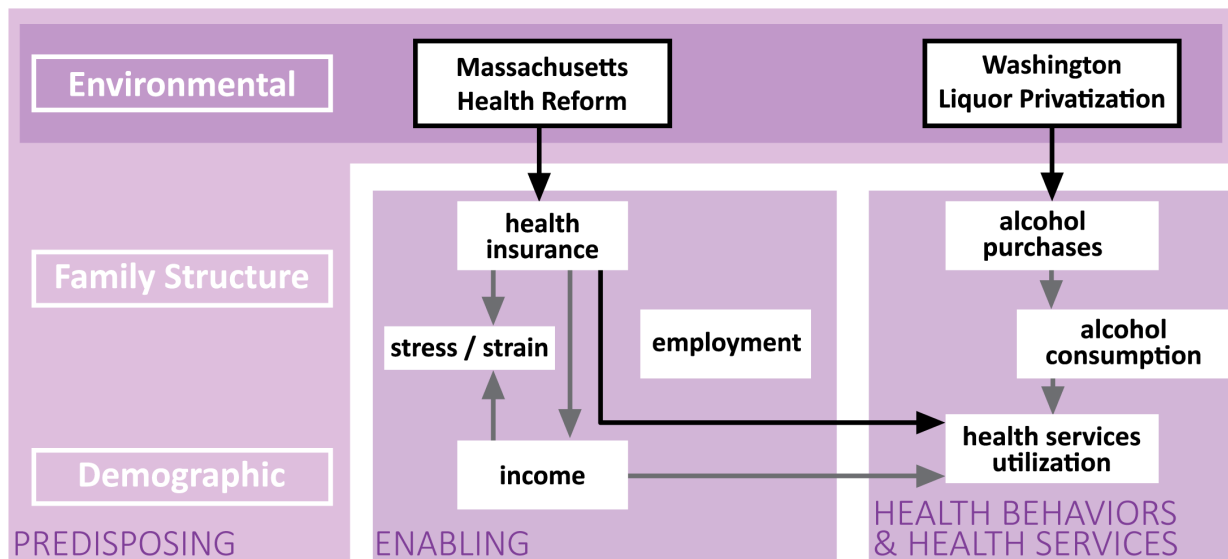 Environmental
Massachusetts
Health Reform
Washington
Liquor Privatization
Family Structure
health
insurance
alcohol
purchases
stress / strain
employment
alcohol
consumption
Demographic
income
health services
utilization
PREDISPOSING
ENABLING
HEALTH BEHAVIORS
& HEALTH SERVICES